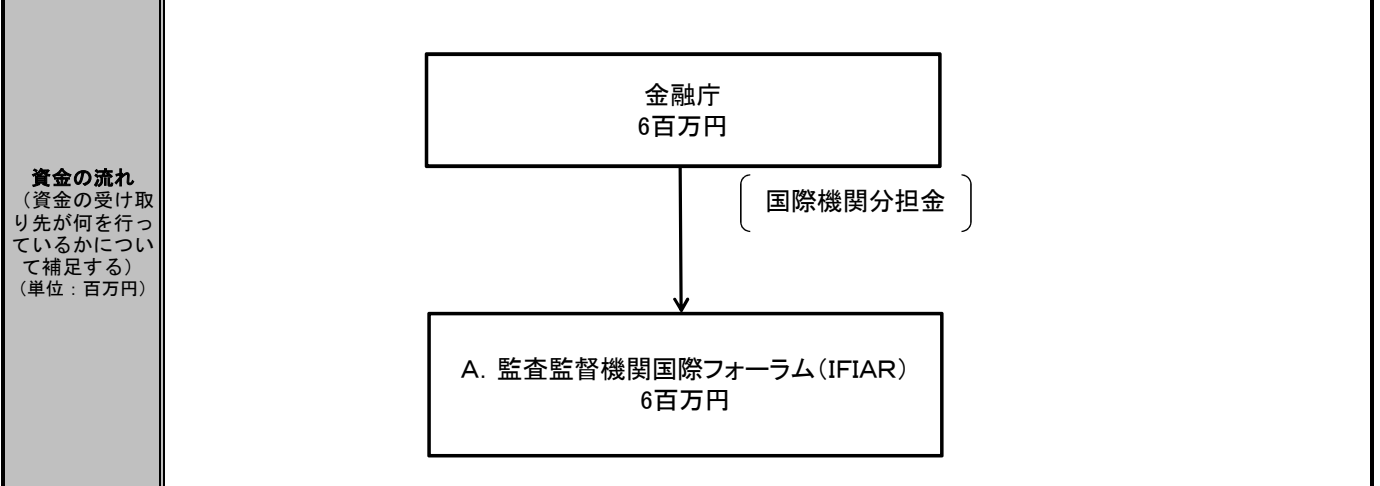 資金の流れ
（資金の受け取
り先が何を行っ
ているかについ
て補足する）
（単位：百万円）
金融庁
6百万円
国際機関分担金
Ａ．監査監督機関国際フォーラム（ＩＦＩＡＲ）
6百万円